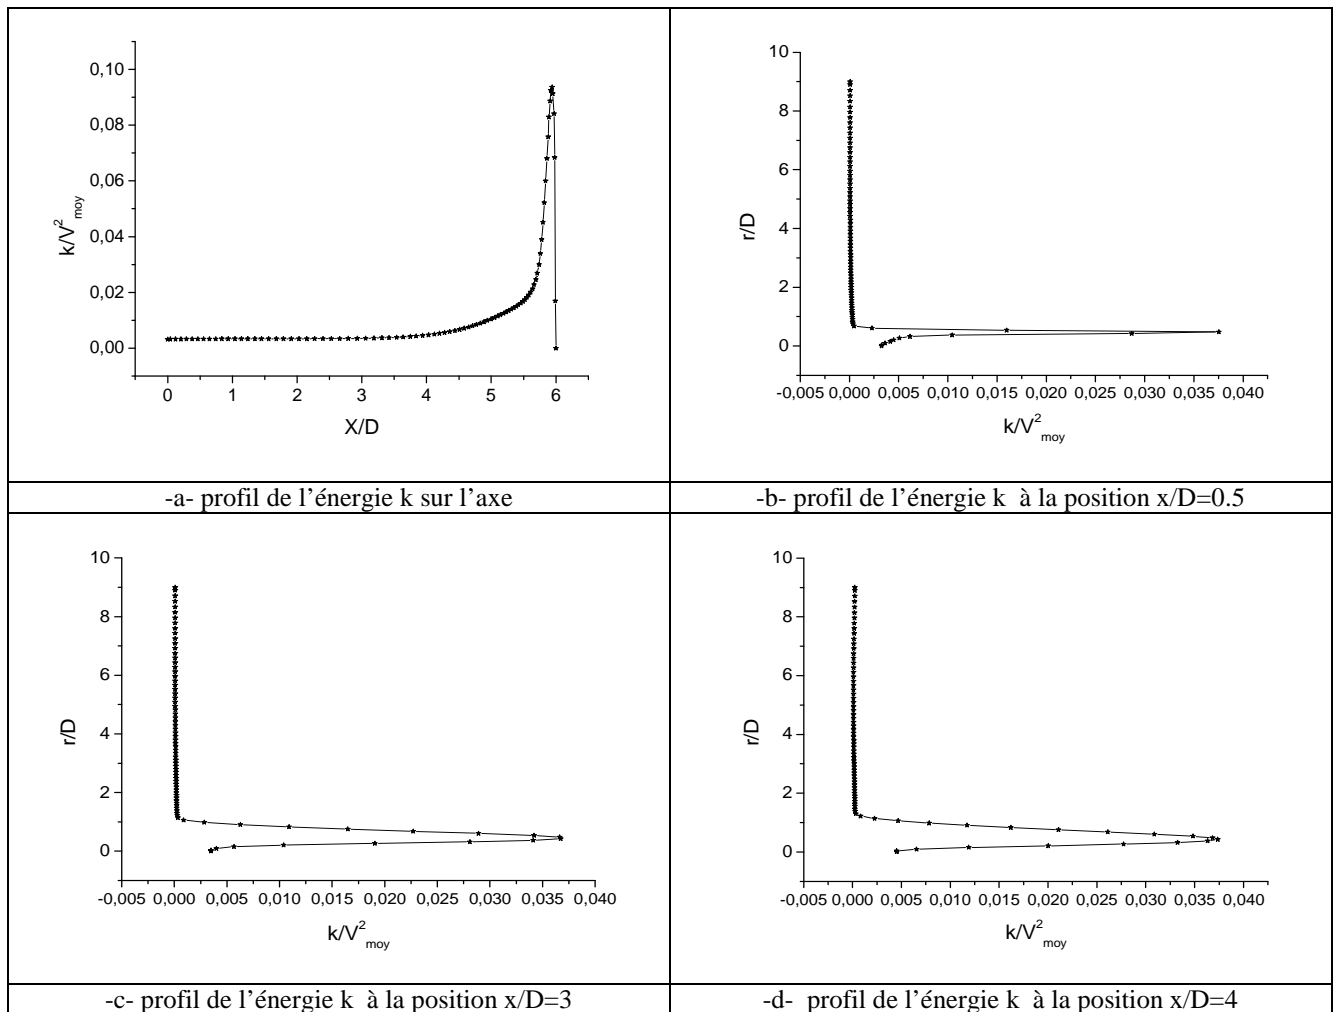 0,10
0,08
0,06
0,04
0,02
0,00
k/V²moy
0 1 2 3 4 5 6
X/D
10
8
6
4
2
0
r/D
-0,005 0,000 0,005 0,010 0,015 0,020 0,025 0,030 0,035 0,040
k/V²moy
-a- profil de l’énergie k sur l’axe
-b- profil de l’énergie k à la position x/D=0.5
10
8
6
4
2
0
r/D
-0,005 0,000 0,005 0,010 0,015 0,020 0,025 0,030 0,035 0,040
k/V²moy
10
8
6
4
2
0
r/D
-0,005 0,000 0,005 0,010 0,015 0,020 0,025 0,030 0,035 0,040
k/V²moy
-c- profil de l’énergie k à la position x/D=3
-d- profil de l’énergie k à la position x/D=4